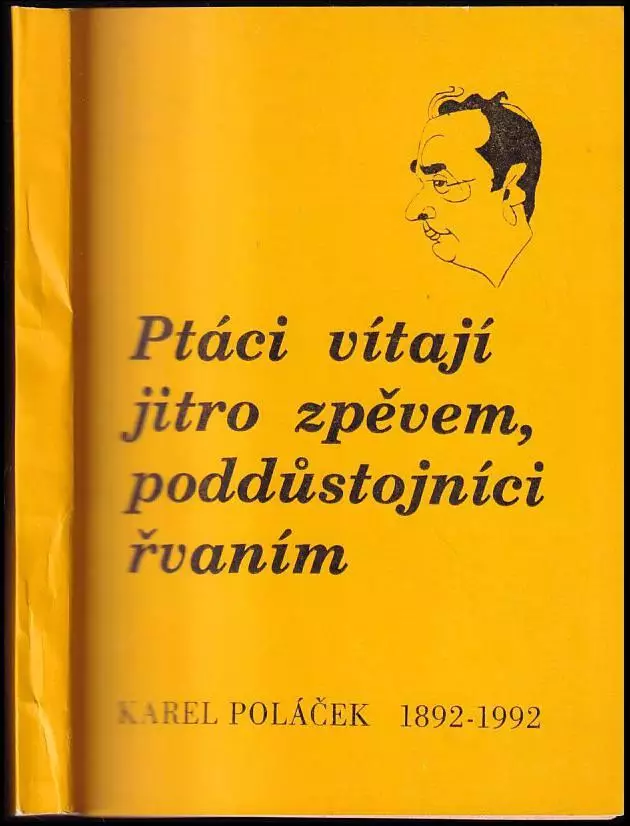 Ptáci vítají
jitro zpěvem,
poddůstojníci
řvaním
KAREL POLÁČEK 1892-1992